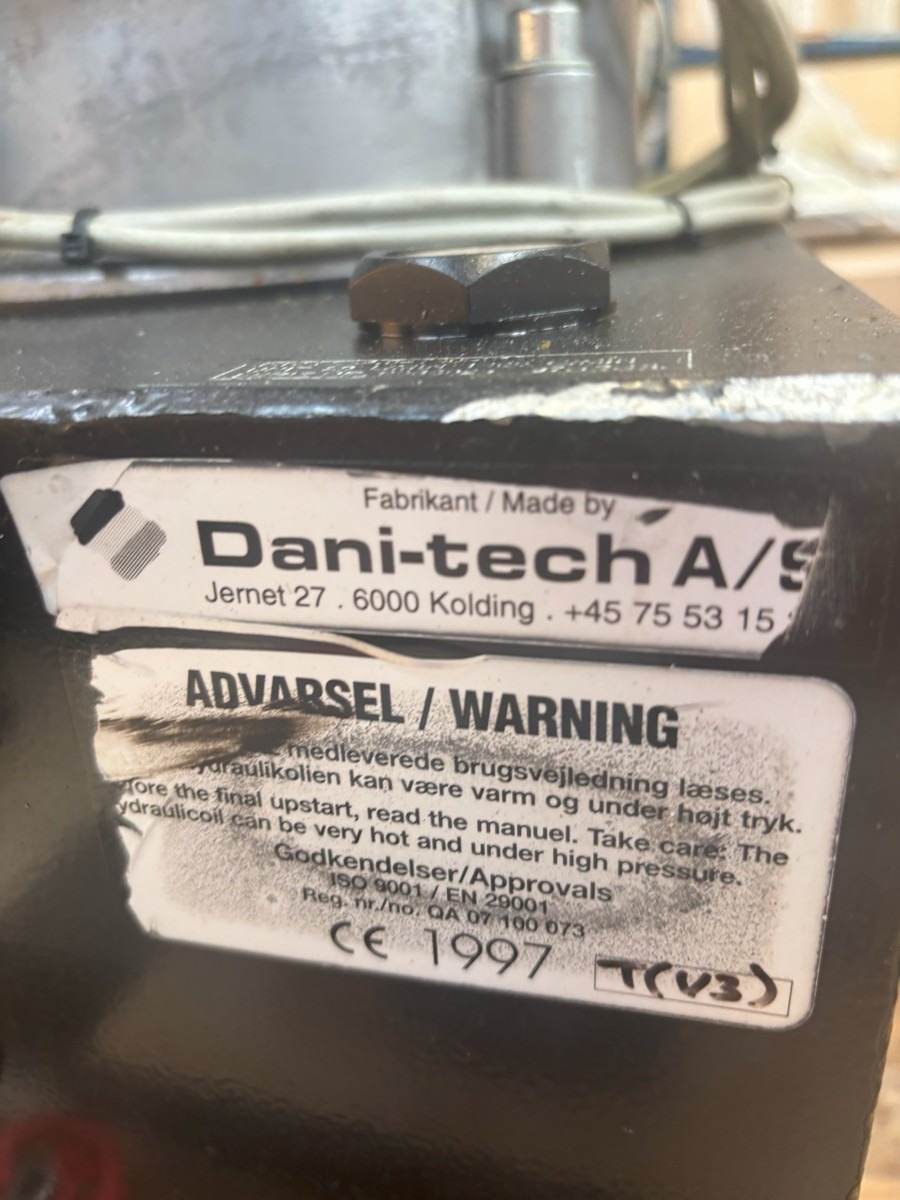 Fabrikant / Made by
Dani-tech A/S
Jernet 27 . 6000 Kolding . +45 75 53 15
ADVARSEL / WARNING
medleverede brugsvejledning læses.
ydraulikolien kan være varm og under højt tryk.
fore the final upstart, read the manuel. Take care: The
ydraulicoil can be very hot and under high pressure.
Godkendelser/Approvals
ISO 9001 / EN 29001
Reg. nr./no. QA 07 100 073
CE 1997
T(V3)